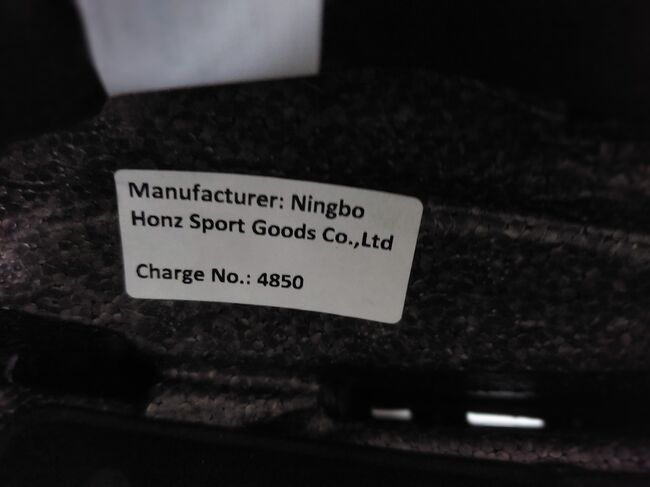 Manufacturer: Ningbo
Honz Sport Goods Co.,Ltd
Charge No.: 4850